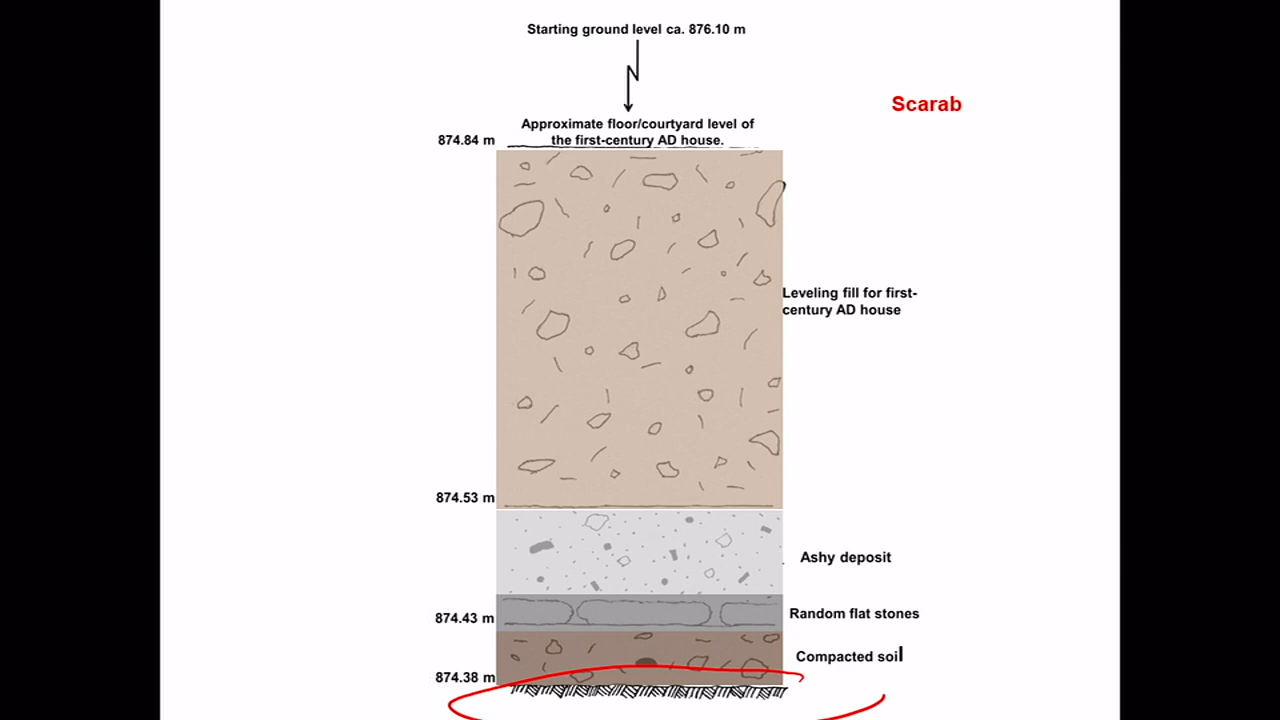 Starting ground level ca. 876.10 m
Scarab
Approximate floor/courtyard level of
the first-century AD house.
874.84 m
Leveling fill for first-
century AD house
874.53 m
Ashy deposit
Random flat stones
874.43 m
Compacted soil
874.38 m